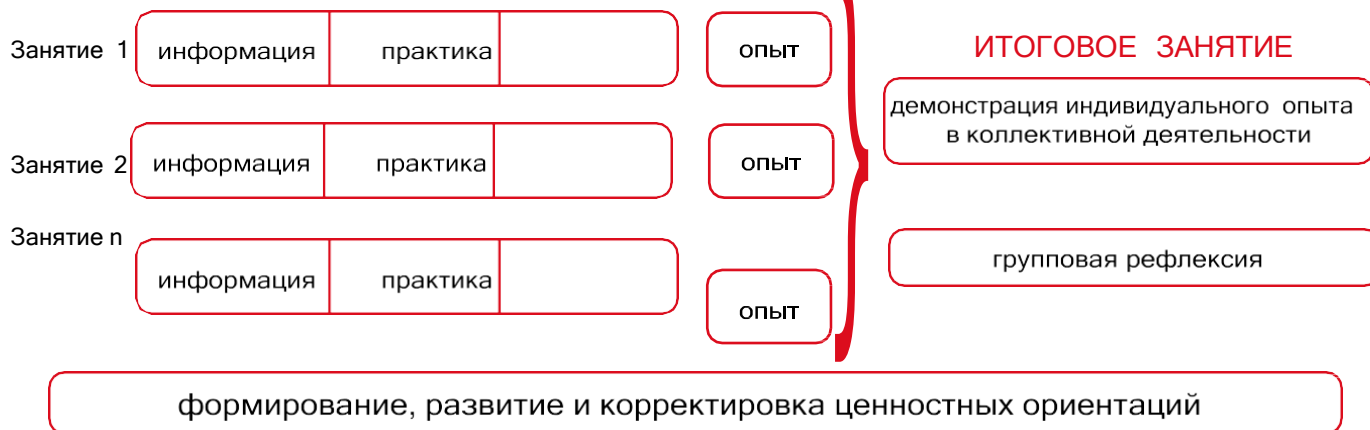 Занятие 1 информация практика опыт
ИТОГОВОЕ ЗАНЯТИЕ
демонстрация индивидуального опыта
в коллективной деятельности
Занятие 2 информация практика опыт
Занятие n
информация практика
опыт
групповая рефлексия
формирование, развитие и корректировка ценностных ориентаций